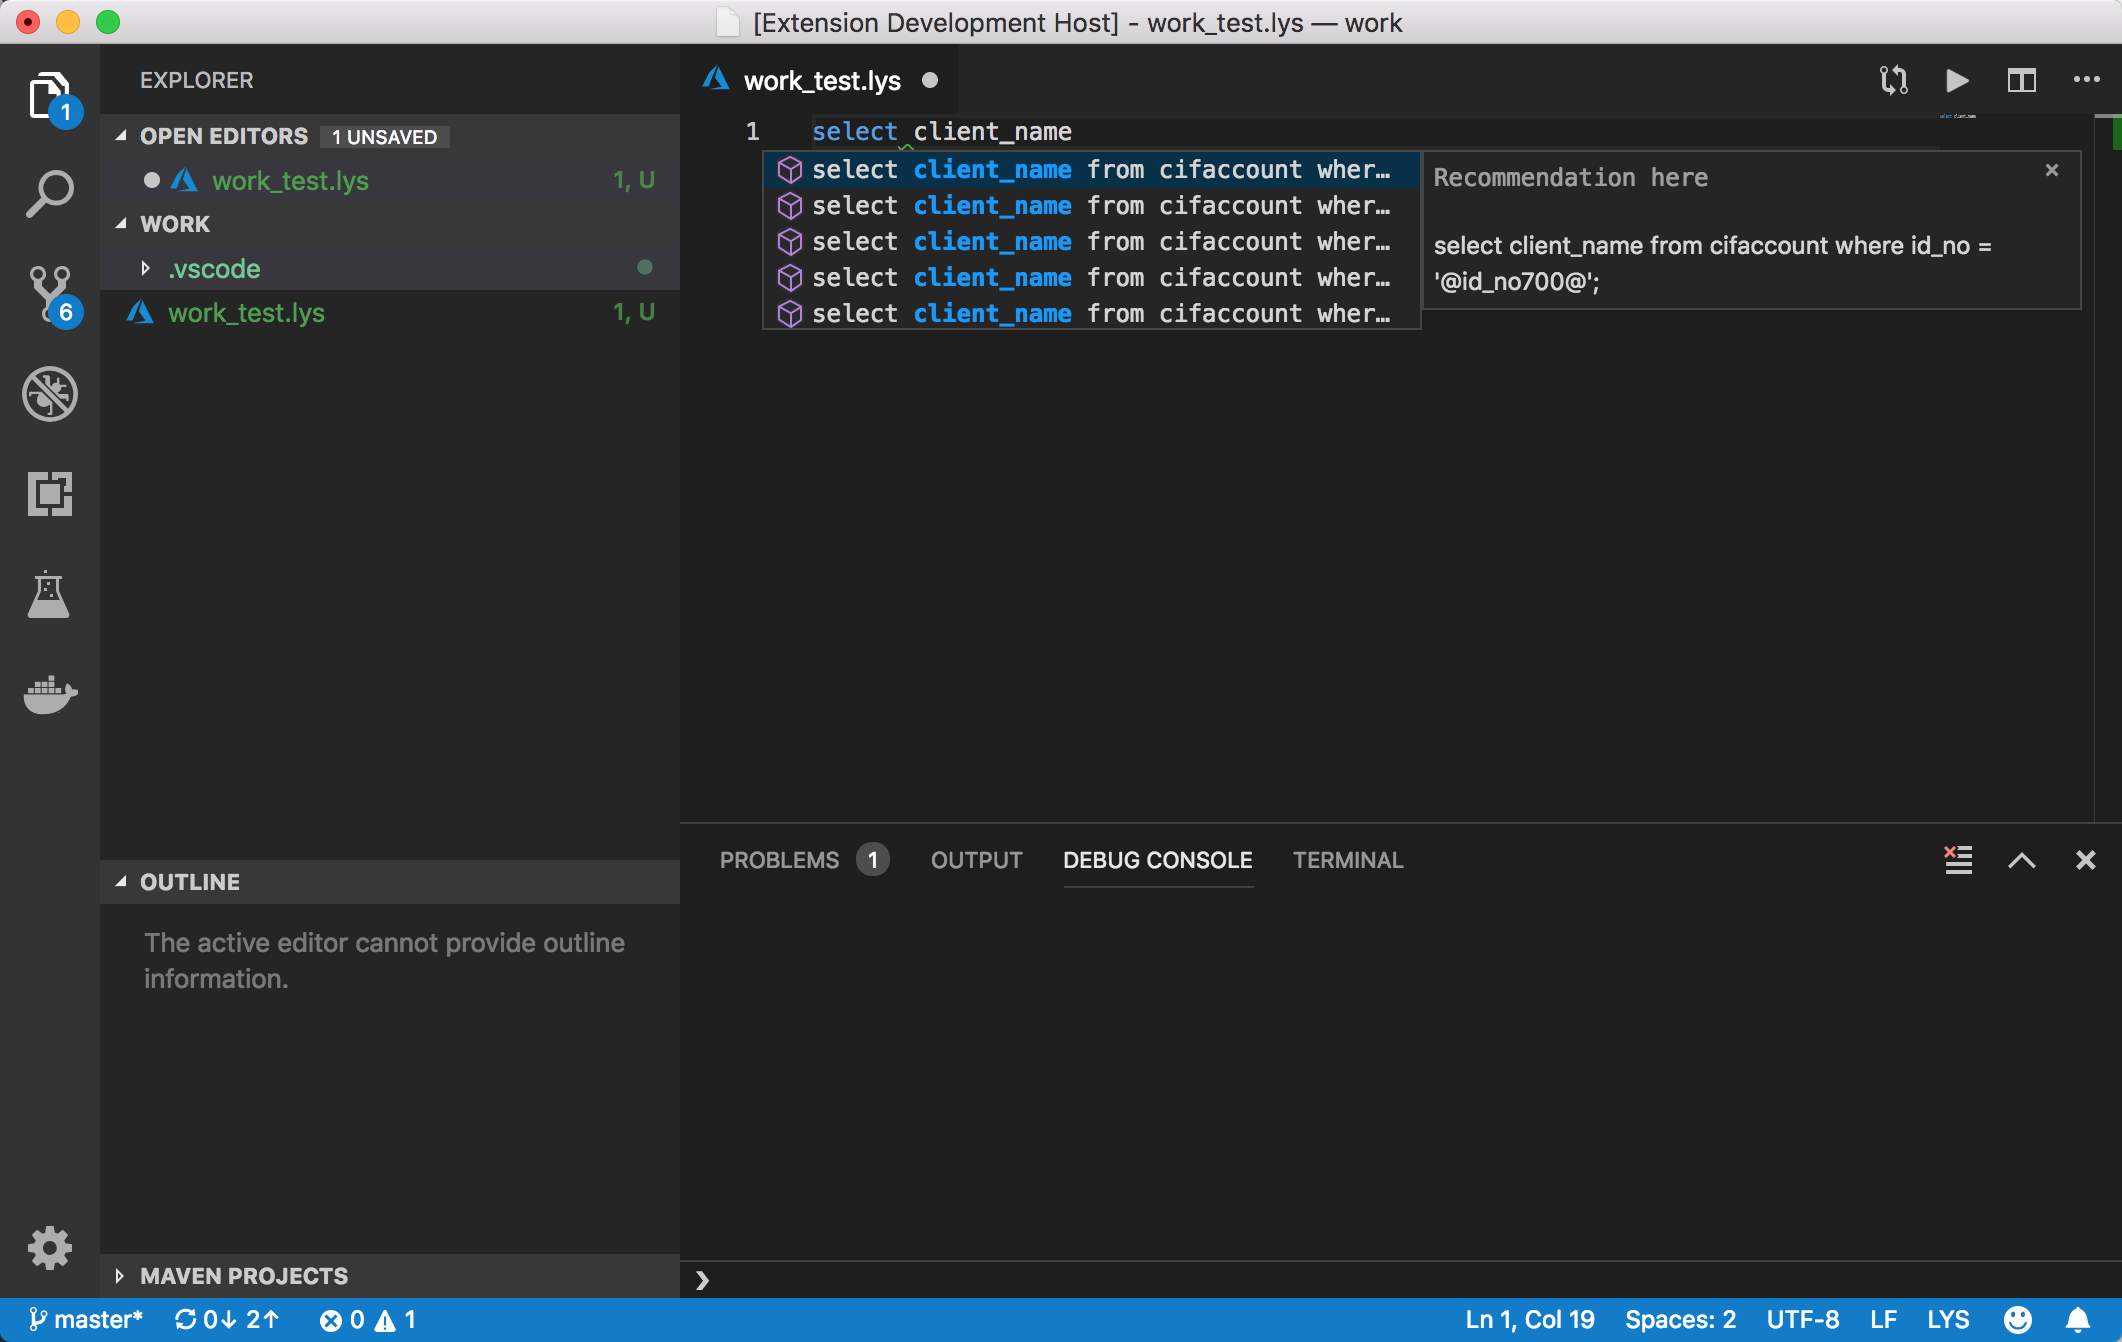 [Extension Development Host] - work_test.lys — work
EXPLORER
OPEN EDITORS 1 UNSAVED
work_test.lys 1, U
WORK
.vscode
work_test.lys 1, U
OUTLINE
The active editor cannot provide outline
information.
MAVEN PROJECTS
1
6
work_test.lys
1 select client_name
select client_name from cifaccount wher...
select client_name from cifaccount wher...
select client_name from cifaccount wher...
select client_name from cifaccount wher...
select client_name from cifaccount wher...
Recommendation here
select client_name from cifaccount where id_no =
'@id_no700@';
PROBLEMS 1 OUTPUT DEBUG CONSOLE TERMINAL
master* 0↓ 2↑ 0 1 Ln 1, Col 19 Spaces: 2 UTF-8 LF LYS